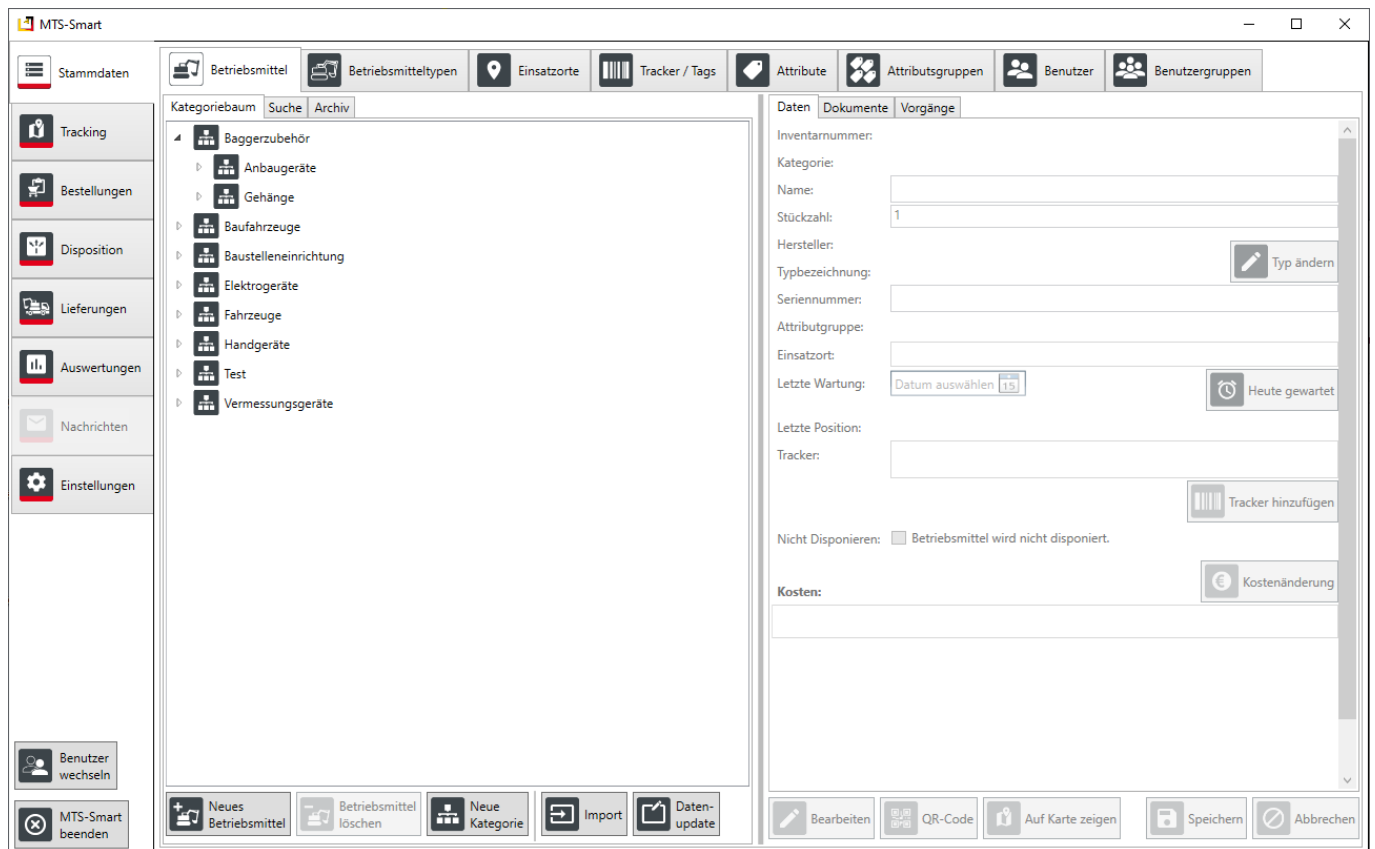 MTS-Smart
Stammdaten
Tracking
Bestellungen
Disposition
Lieferungen
Auswertungen
Nachrichten
Einstellungen
Benutzer
wechseln
MTS-Smart
beenden
Betriebsmittel
Betriebsmitteltypen
Einsatzorte
Tracker / Tags
Attribute
Attributsgruppen
Benutzer
Benutzergruppen
Kategoriebaum
Suche
Archiv
Baggerzubehör
Anbaugeräte
Gehänge
Baufahrzeuge
Baustelleneinrichtung
Elektrogeräte
Fahrzeuge
Handgeräte
Test
Vermessungsgeräte
Neues
Betriebsmittel
Betriebsmittel
löschen
Neue
Kategorie
Import
Daten-
update
Daten
Dokumente
Vorgänge
Inventarnummer:
Kategorie:
Name:
Stückzahl:
1
Hersteller:
Typ ändern
Typbezeichnung:
Seriennummer:
Attributgruppe:
Einsatzort:
Letzte Wartung:
Datum auswählen
15
Heute gewartet
Letzte Position:
Tracker:
Tracker hinzufügen
Nicht Disponieren:
Betriebsmittel wird nicht disponiert.
Kostenänderung
Kosten:
Bearbeiten
QR-Code
Auf Karte zeigen
Speichern
Abbrechen